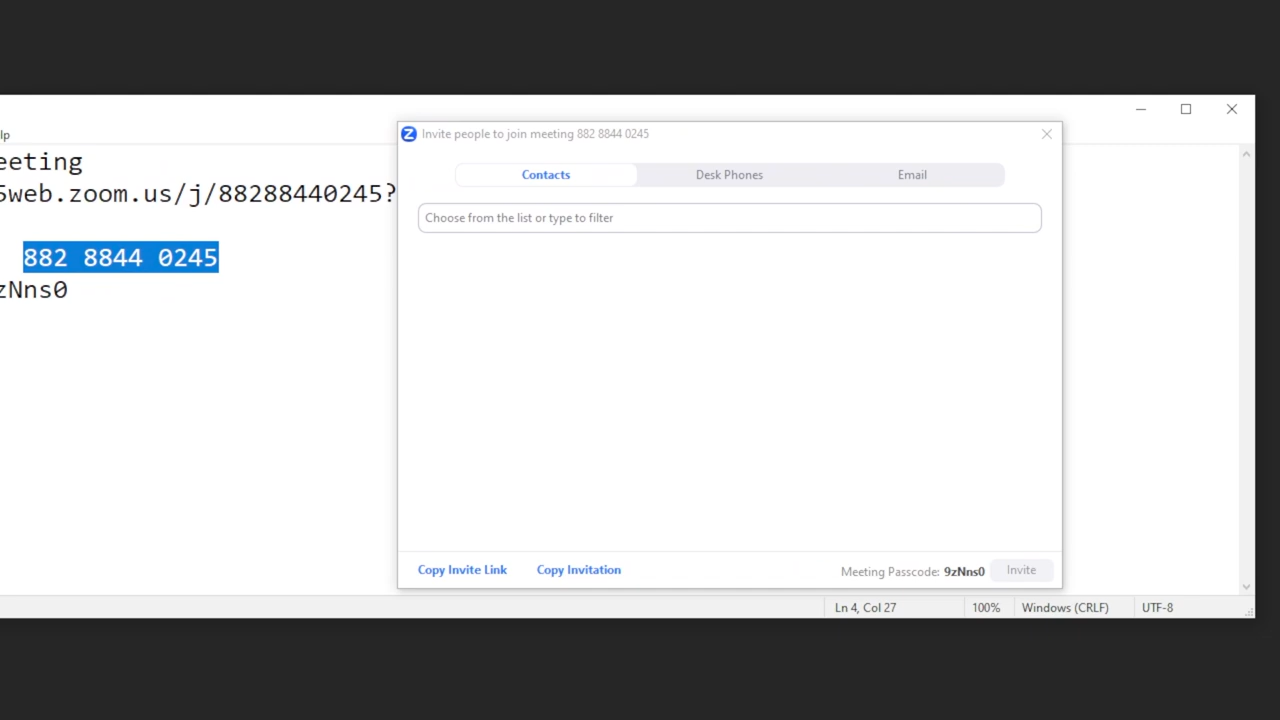 lp
eeting
5web.zoom.us/j/88288440245?
882 8844 0245
zNns0
Invite people to join meeting 882 8844 0245
Contacts
Desk Phones
Email
Choose from the list or type to filter
Copy Invite Link
Copy Invitation
Meeting Passcode: 9zNns0
Invite
Ln 4, Col 27
100%
Windows (CRLF)
UTF-8